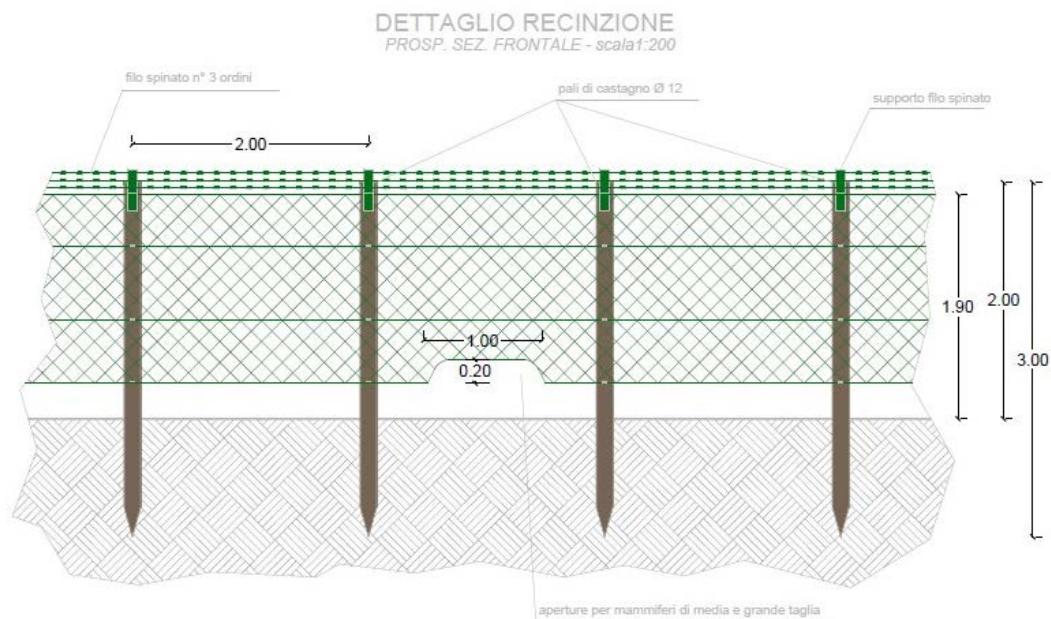 DETTAGLIO RECINZIONE
PROSP. SEZ. FRONTALE - scala1:200
filo spinato n° 3 ordini
pali di castagno Ø 12
supporto filo spinato
2.00
1.90
2.00
3.00
1.00
0.20
aperture per mammiferi di media e grande taglia